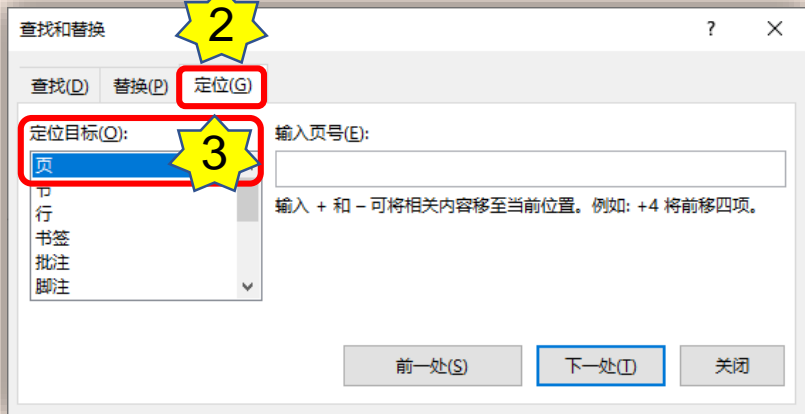 2
查找和替换
?
查找(D) 替换(P) 定位(G)
定位目标(O):
3
页
节
行
书签
批注
脚注
输入页号(E):
输入 + 和 – 可将相关内容移至当前位置。例如: +4 将前移四项。
前一处(S) 下一处(T) 关闭